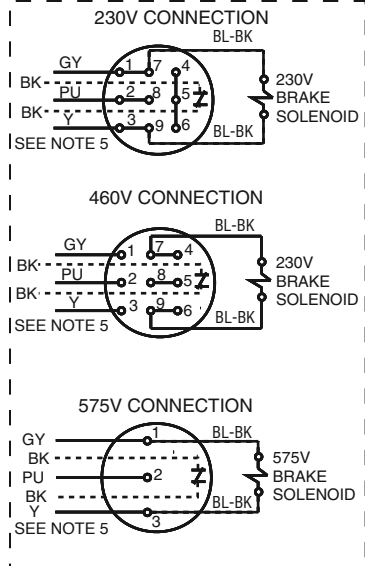 230V CONNECTION
BL-BK
GY 1 7 4
BK
PU 2 8 5
BK
Y 3 9 6
BL-BK
SEE NOTE 5
230V
BRAKE
SOLENOID
460V CONNECTION
BL-BK
GY 1 7 4
BK
PU 2 8 5
BK
Y 3 9 6
BL-BK
SEE NOTE 5
230V
BRAKE
SOLENOID
575V CONNECTION
GY 1 BL-BK
BK
PU 2
BK
Y 3 BL-BK
SEE NOTE 5
575V
BRAKE
SOLENOID